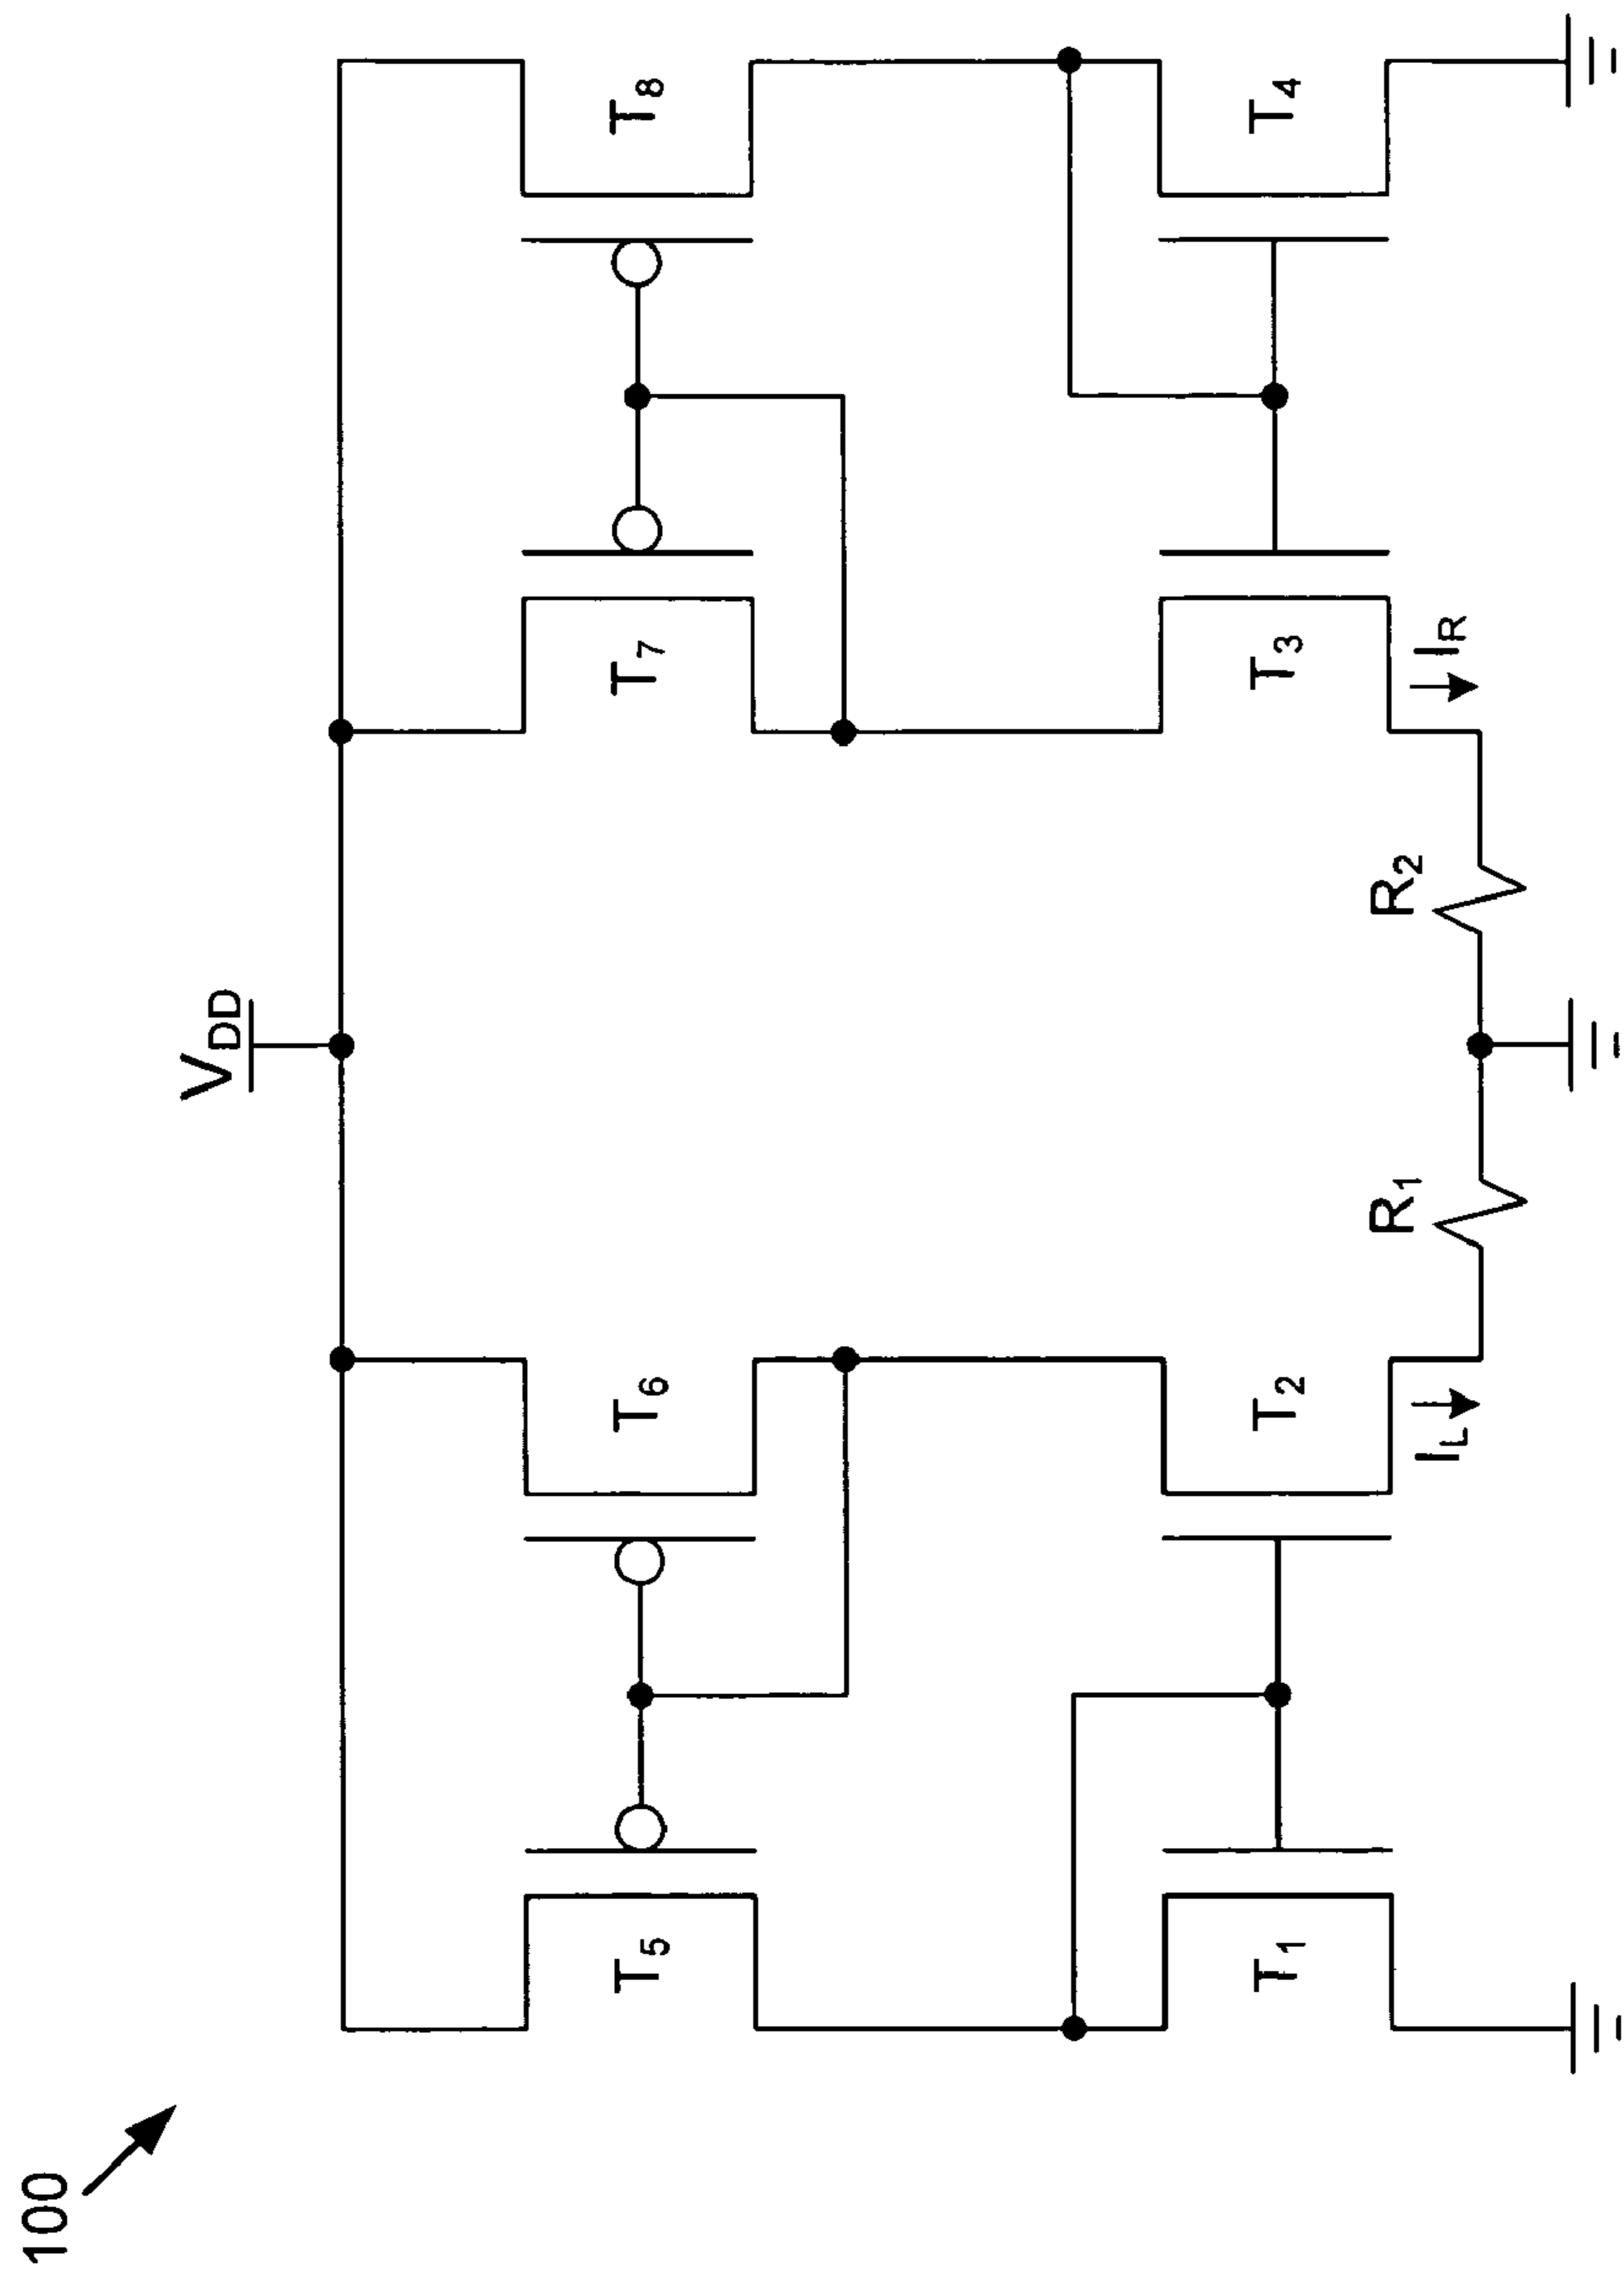 100
V_DD
T_5
T_6
T_7
T_8
T_1
T_2
T_3
T_4
I_L
R_1
R_2
I_R